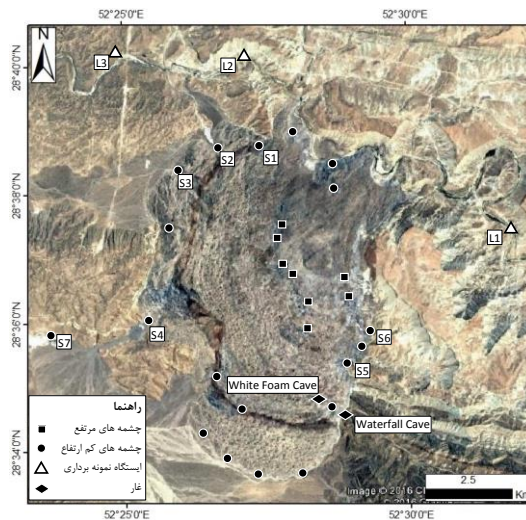 52°25'0"E
52°30'0"E
N
28°40'0"N
28°38'0"N
28°36'0"N
28°34'0"N
L3
L2
S2
S1
S3
L1
S4
S7
S6
S5
White Foam Cave
Waterfall Cave
راهنما
چشمه های مرتفع
چشمه های کم ارتفاع
ایستگاه نمونه برداری
غار
2.5
Image © 2016
52°25'0"E
52°30'0"E